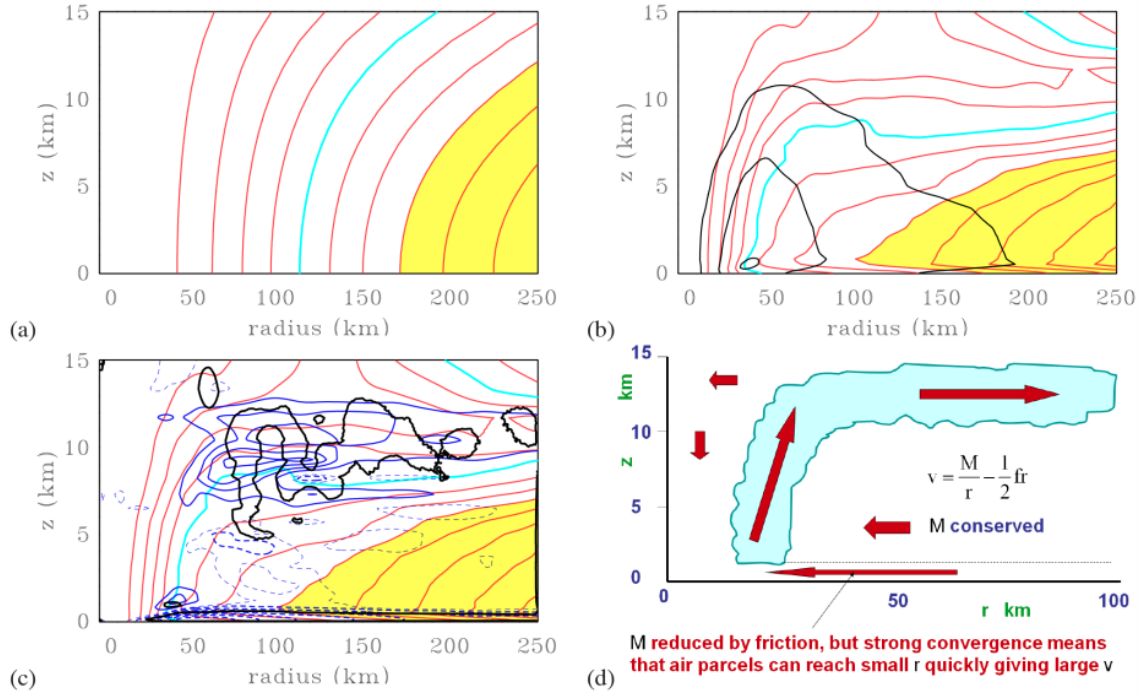 15
10
5
0
z (km)
0 50 100 150 200 250
radius (km)
(a)
15
10
5
0
z (km)
0 50 100 150 200 250
radius (km)
(b)
15
10
5
0
z (km)
0 50 100 150 200 250
radius (km)
(c)
15
km
10
z
5
0
v = M/r − 1/2 fr
M conserved
0 50 100
r km
M reduced by friction, but strong convergence means
that air parcels can reach small r quickly giving large v
(d)